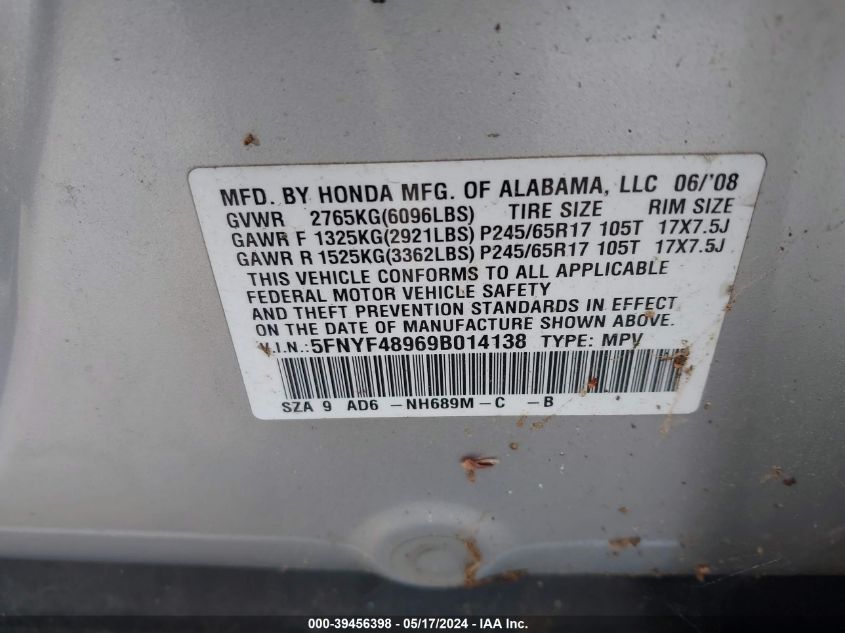 MFD. BY HONDA MFG. OF ALABAMA, LLC 06/'08
GVWR 2765KG(6096LBS) TIRE SIZE RIM SIZE
GAWR F 1325KG(2921LBS) P245/65R17 105T 17X7.5J
GAWR R 1525KG(3362LBS) P245/65R17 105T 17X7.5J
THIS VEHICLE CONFORMS TO ALL APPLICABLE
FEDERAL MOTOR VEHICLE SAFETY
AND THEFT PREVENTION STANDARDS IN EFFECT
ON THE DATE OF MANUFACTURE SHOWN ABOVE.
V.I.N.: 5FNYF48969B014138 TYPE: MPV
SZA 9 AD6 -NH689M-C -B
000-39456398 - 05/17/2024 - IAA Inc.